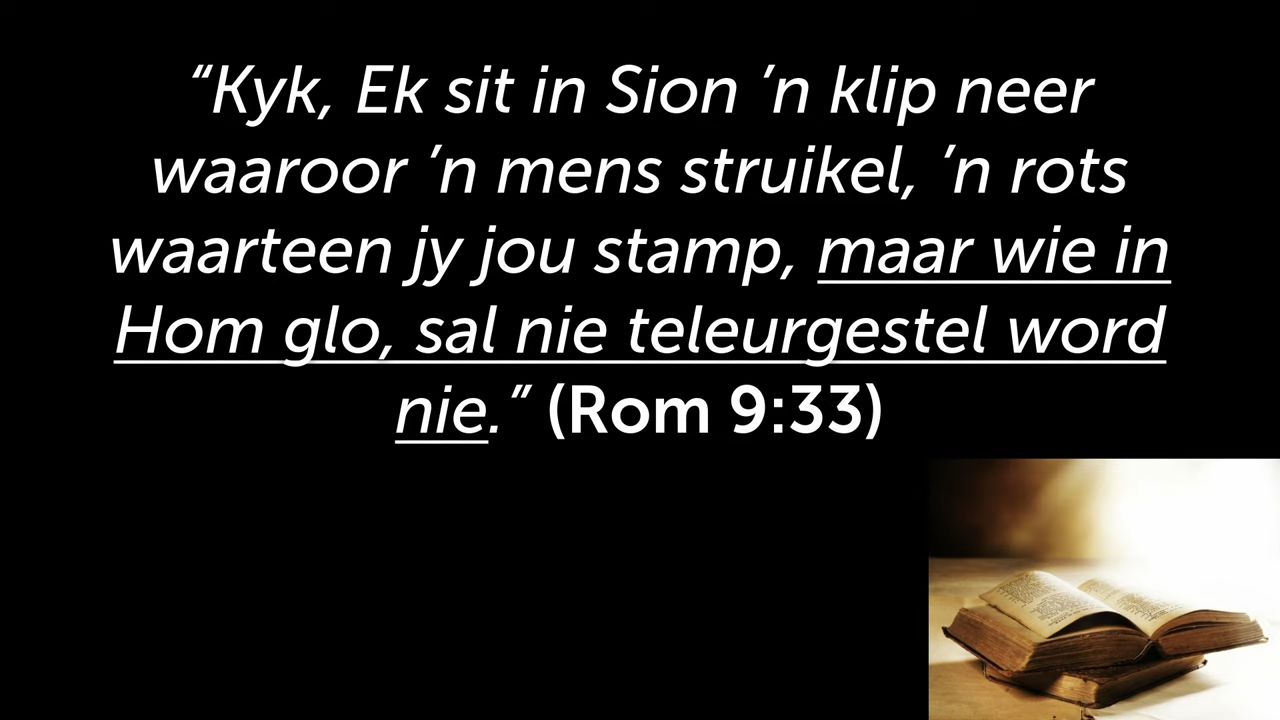 “Kyk, Ek sit in Sion ’n klip neer
waaroor ’n mens struikel, ’n rots
waarteen jy jou stamp, maar wie in
Hom glo, sal nie teleurgestel word
nie.” (Rom 9:33)